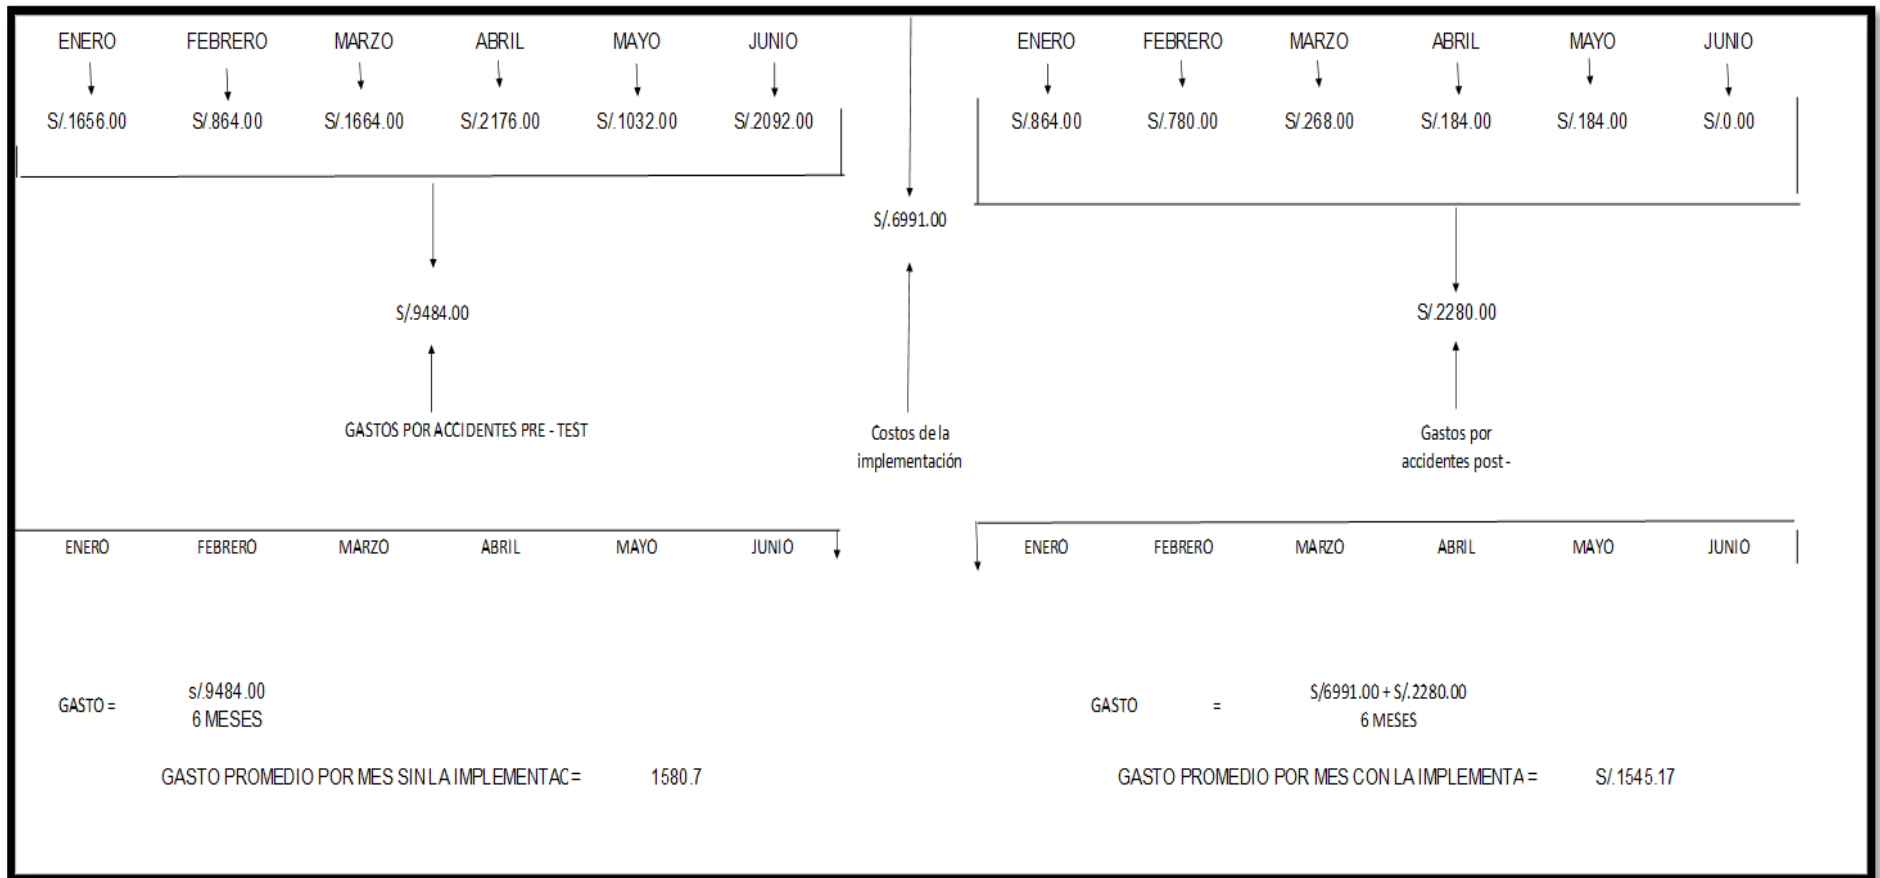 ENERO FEBRERO MARZO ABRIL MAYO JUNIO
S/.1656.00 S/.864.00 S/.1664.00 S/.2176.00 S/.1032.00 S/.2092.00
S/.9484.00
GASTOS POR ACCIDENTES PRE - TEST
S/.6991.00
Costos de la
implementación
ENERO FEBRERO MARZO ABRIL MAYO JUNIO
S/.864.00 S/.780.00 S/.268.00 S/.184.00 S/.184.00 S/.0.00
S/.2280.00
Gastos por
accidentes post -
ENERO FEBRERO MARZO ABRIL MAYO JUNIO
GASTO = s/.9484.00
6 MESES
GASTO PROMEDIO POR MES SIN LA IMPLEMENTAC= 1580.7
ENERO FEBRERO MARZO ABRIL MAYO JUNIO
GASTO = S/6991.00 + S/.2280.00
6 MESES
GASTO PROMEDIO POR MES CON LA IMPLEMENTA = S/.1545.17